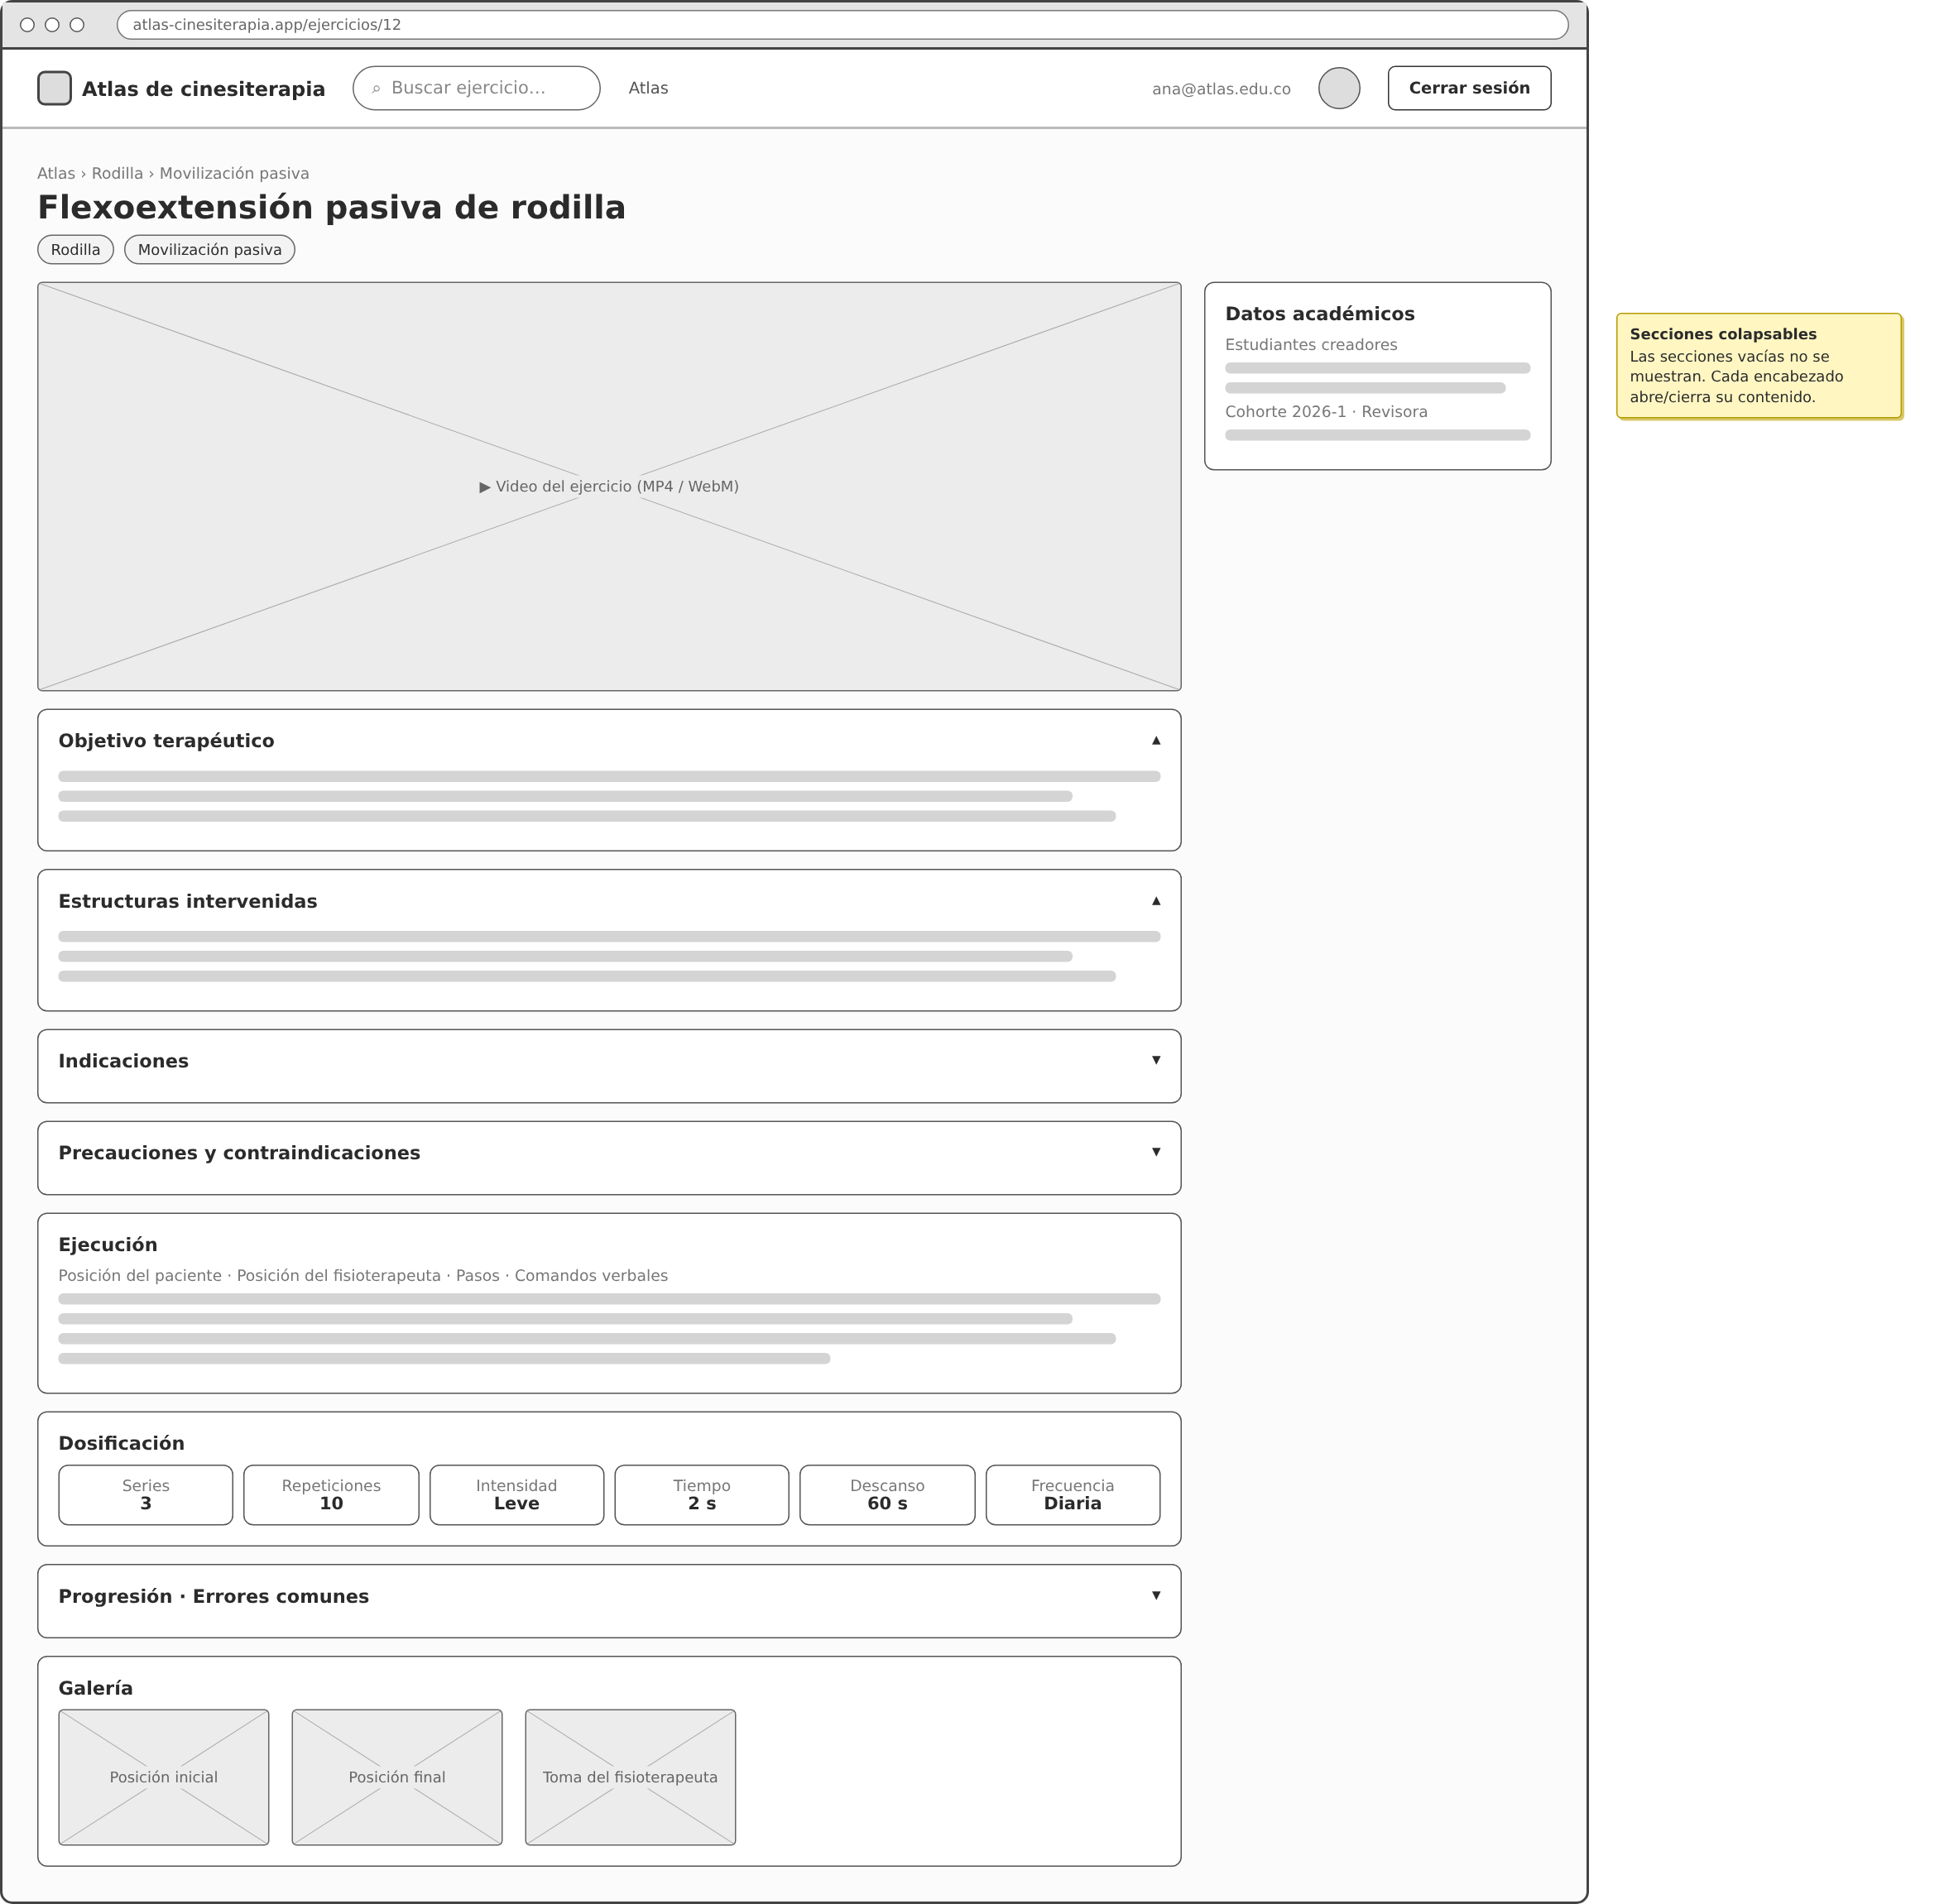 atlas-cinesiterapia.app/ejercicios/12
Atlas de cinesiterapia
⌕ Buscar ejercicio…
Atlas
ana@atlas.edu.co
Cerrar sesión
Atlas › Rodilla › Movilización pasiva
Flexoextensión pasiva de rodilla
Rodilla
Movilización pasiva
▶ Video del ejercicio (MP4 / WebM)
Datos académicos
Estudiantes creadores
Cohorte 2026-1 · Revisora
Secciones colapsables
Las secciones vacías no se
muestran. Cada encabezado
abre/cierra su contenido.
Objetivo terapéutico ▲
Estructuras intervenidas ▲
Indicaciones ▼
Precauciones y contraindicaciones ▼
Ejecución
Posición del paciente · Posición del fisioterapeuta · Pasos · Comandos verbales
Dosificación
Series
3
Repeticiones
10
Intensidad
Leve
Tiempo
2 s
Descanso
60 s
Frecuencia
Diaria
Progresión · Errores comunes ▼
Galería
Posición inicial
Posición final
Toma del fisioterapeuta